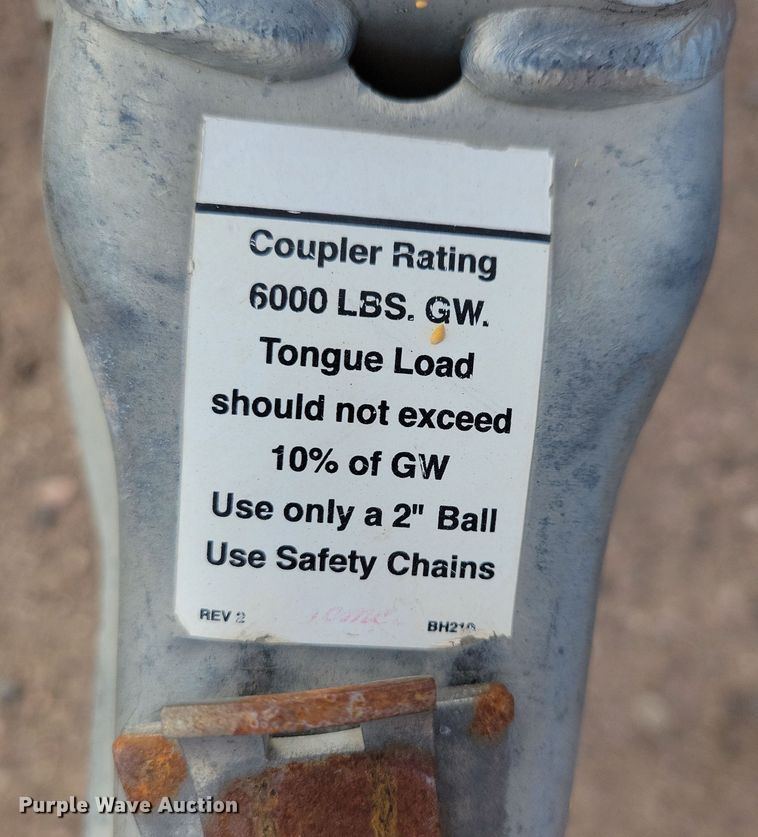 Coupler Rating
6000 LBS. GW.
Tongue Load
should not exceed
10% of GW
Use only a 2" Ball
Use Safety Chains
REV 2
Purple Wave Auction